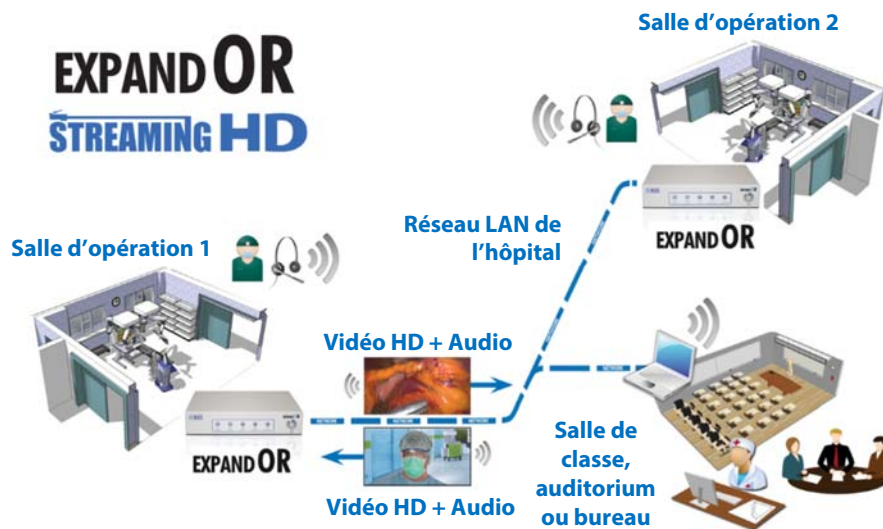 EXPAND OR
STREAMING HD
Salle d’opération 2
Réseau LAN de
l’hôpital
EXPAND OR
Salle d’opération 1
Vidéo HD + Audio
NETWORK
EXPAND OR
Vidéo HD + Audio
Salle de
classe,
auditorium
ou bureau